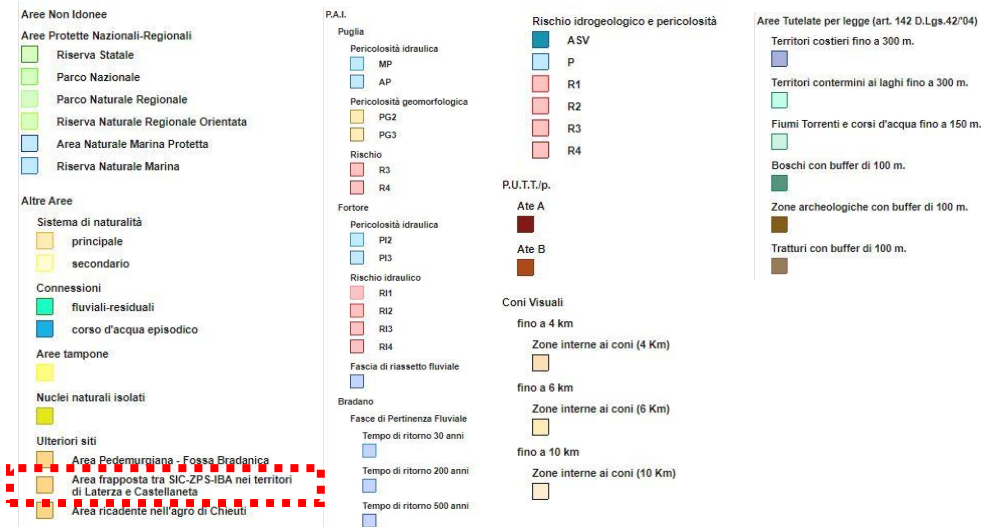 Aree Non Idonee
Aree Protette Nazionali-Regionali
Riserva Statale
Parco Nazionale
Parco Naturale Regionale
Riserva Naturale Regionale Orientata
Area Naturale Marina Protetta
Riserva Naturale Marina
Altre Aree
Sistema di naturalità
principale
secondario
Connessioni
fluviali-residuali
corso d'acqua episodico
Aree tampone
Nuclei naturali isolati
Ulteriori siti
Area Pedemurgiana - Fossa Bradanica
Area frapposta tra SIC-ZPS-IBA nei territori
di Laterza e Castellaneta
Area ricadente nell'agro di Chieuti
P.A.I.
Puglia
Pericolosità idraulica
MP
AP
Pericolosità geomorfologica
PG2
PG3
Rischio
R3
R4
Fortore
Pericolosità idraulica
PI2
PI3
Rischio idraulico
RI1
RI2
RI3
RI4
Fascia di riassetto fluviale
Bradano
Fasce di Pertinenza Fluviale
Tempo di ritorno 30 anni
Tempo di ritorno 200 anni
Tempo di ritorno 500 anni
Rischio idrogeologico e pericolosità
ASV
P
R1
R2
R3
R4
P.U.T.T./p.
Ate A
Ate B
Coni Visuali
fino a 4 km
Zone interne ai coni (4 Km)
fino a 6 km
Zone interne ai coni (6 Km)
fino a 10 km
Zone interne ai coni (10 Km)
Aree Tutelate per legge (art. 142 D.Lgs.42/'04)
Territori costieri fino a 300 m.
Territori contermini ai laghi fino a 300 m.
Fiumi Torrenti e corsi d'acqua fino a 150 m.
Boschi con buffer di 100 m.
Zone archeologiche con buffer di 100 m.
Tratturi con buffer di 100 m.